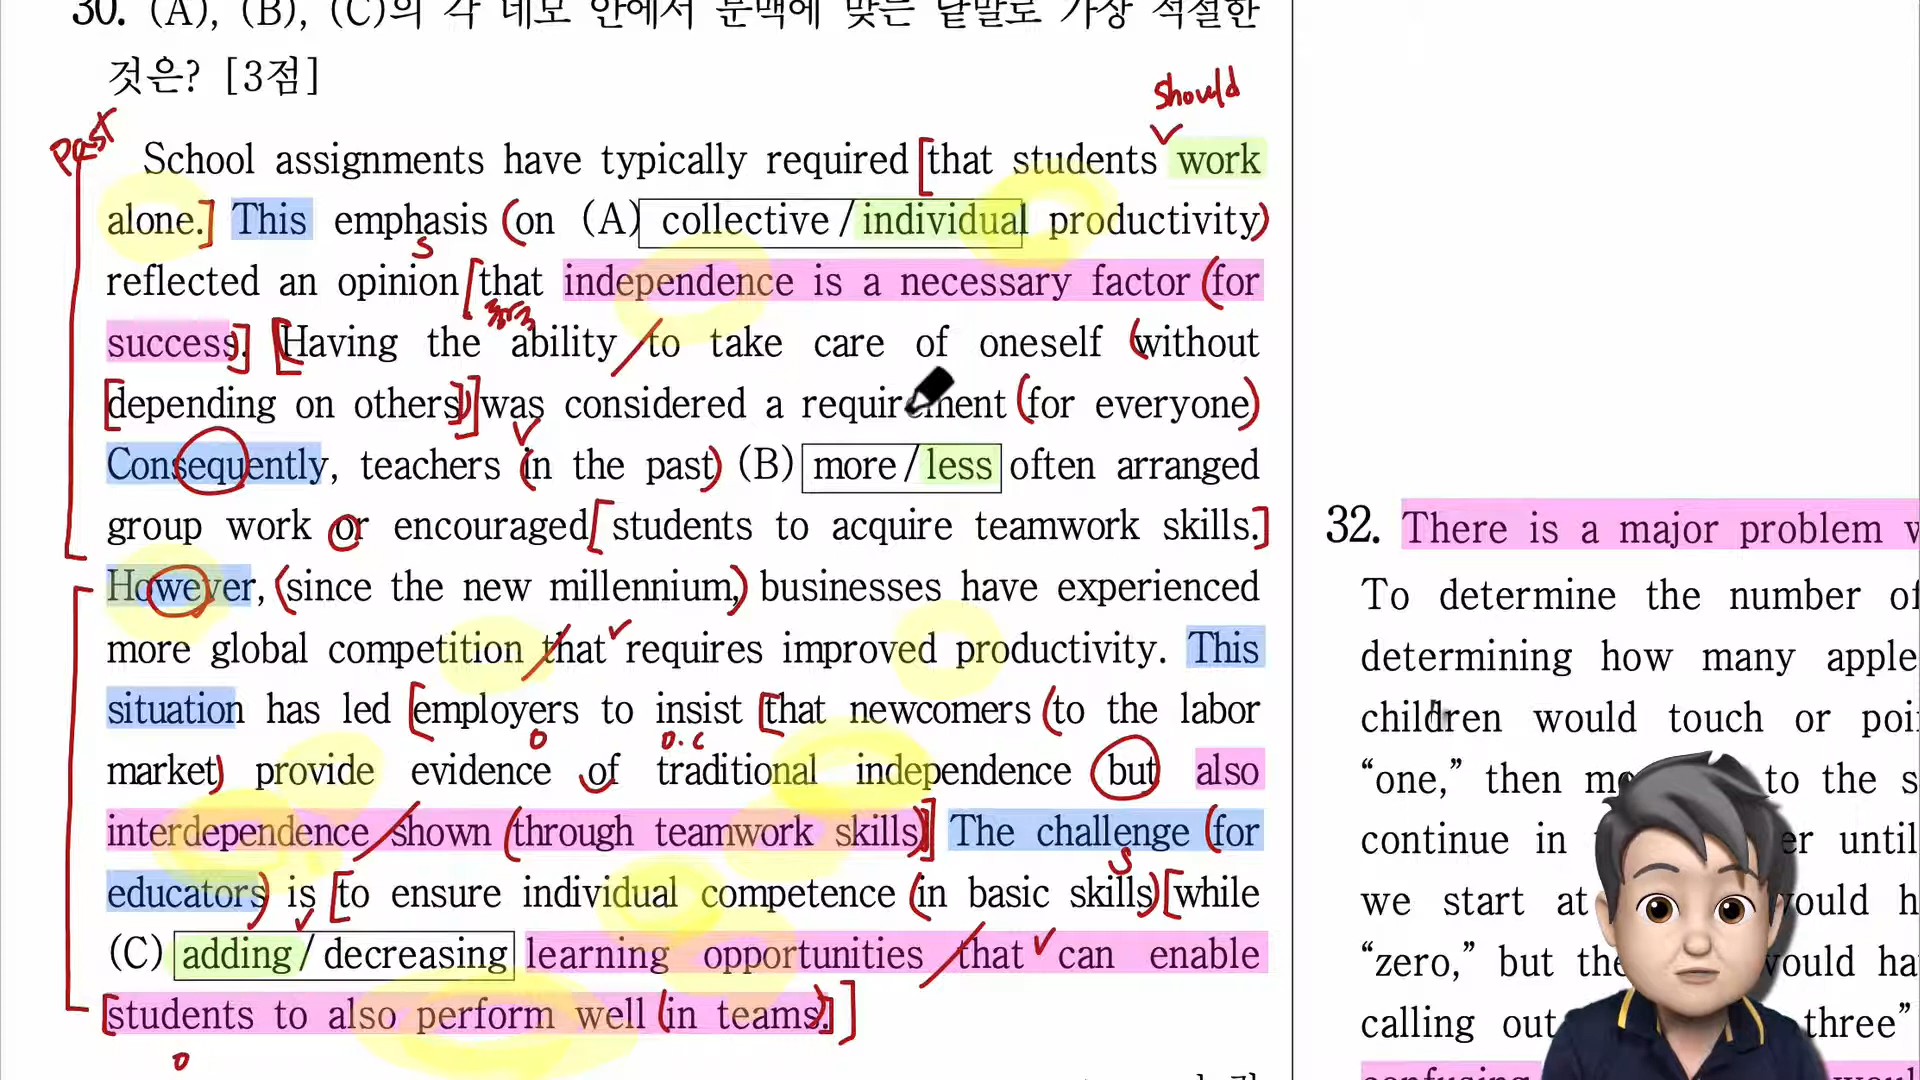 30. (A), (B), (C)의 각 네모 안에서 문맥에 맞는 낱말로 가장 적절한
것은? [3점]
should
Past
School assignments have typically required [that students work
alone.] This emphasis (on (A) collective / individual productivity)
s
reflected an opinion [that independence is a necessary factor (for
success]. [Having the ability / to take care of oneself (without
[depending on others])] was considered a requirement (for everyone)
Consequently, teachers (in the past) (B) more / less often arranged
group work or encouraged [students to acquire teamwork skills.]
However, (since the new millennium,) businesses have experienced
more global competition / that requires improved productivity. This
situation has led [employers to insist [that newcomers (to the labor
o o.c
market) provide evidence of traditional independence but also
interdependence / shown (through teamwork skills)]. The challenge (for
s
educators) is [to ensure individual competence (in basic skills) [while
(C) adding / decreasing learning opportunities / that can enable
[students to also perform well (in teams).]]
o
32. There is a major problem
To determine the number of
determining how many apple
children would touch or poi
“one,” then to the s
continue in until
we start at would h
“zero,” but would ha
calling out three”